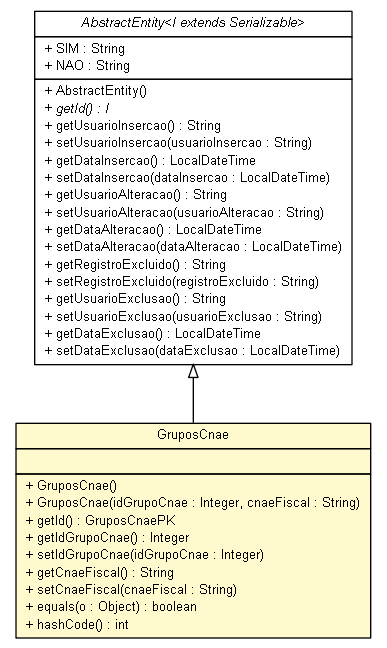 AbstractEntity<I extends Serializable>
+ SIM : String
+ NAO : String
+ AbstractEntity()
+ getId() : I
+ getUsuarioInsercao() : String
+ setUsuarioInsercao(usuarioInsercao : String)
+ getDataInsercao() : LocalDateTime
+ setDataInsercao(dataInsercao : LocalDateTime)
+ getUsuarioAlteracao() : String
+ setUsuarioAlteracao(usuarioAlteracao : String)
+ getDataAlteracao() : LocalDateTime
+ setDataAlteracao(dataAlteracao : LocalDateTime)
+ getRegistroExcluido() : String
+ setRegistroExcluido(registroExcluido : String)
+ getUsuarioExclusao() : String
+ setUsuarioExclusao(usuarioExclusao : String)
+ getDataExclusao() : LocalDateTime
+ setDataExclusao(dataExclusao : LocalDateTime)
GruposCnae
+ GruposCnae()
+ GruposCnae(idGrupoCnae : Integer, cnaeFiscal : String)
+ getId() : GruposCnaePK
+ getIdGrupoCnae() : Integer
+ setIdGrupoCnae(idGrupoCnae : Integer)
+ getCnaeFiscal() : String
+ setCnaeFiscal(cnaeFiscal : String)
+ equals(o : Object) : boolean
+ hashCode() : int